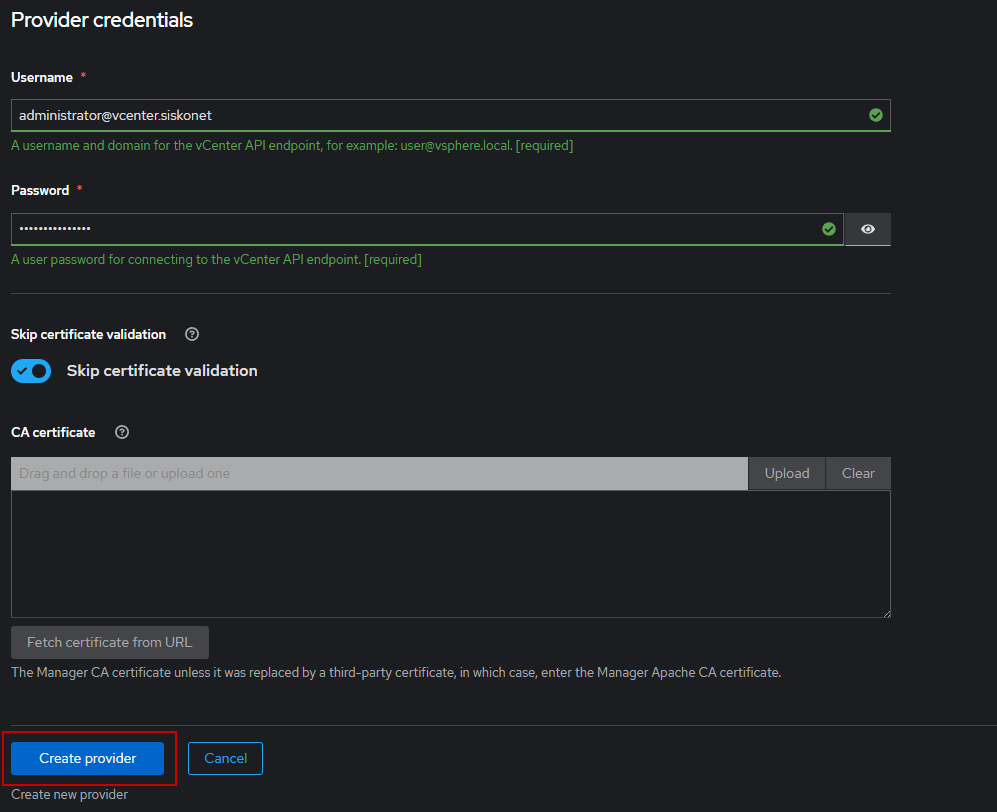 Provider credentials
Username *
administrator@vcenter.siskonet
A username and domain for the vCenter API endpoint, for example: user@vsphere.local. [required]
Password *
•••••••••••••••
A user password for connecting to the vCenter API endpoint. [required]
Skip certificate validation
Skip certificate validation
CA certificate
Drag and drop a file or upload one Upload Clear
Fetch certificate from URL
The Manager CA certificate unless it was replaced by a third-party certificate, in which case, enter the Manager Apache CA certificate.
Create provider Cancel
Create new provider